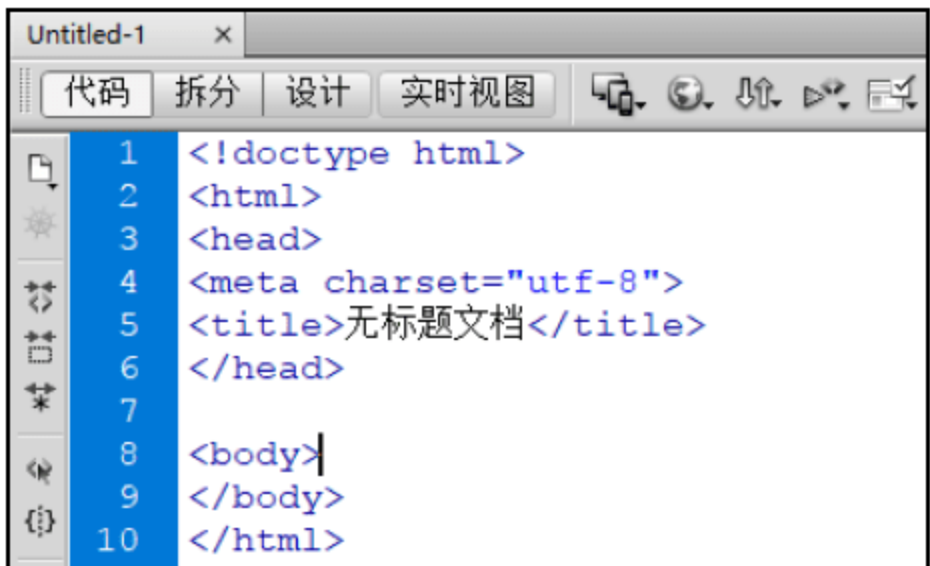 Untitled-1 ×
代码 拆分 设计 实时视图
1 <!doctype html>
2 <html>
3 <head>
4 <meta charset="utf-8">
5 <title>无标题文档</title>
6 </head>
7
8 <body>
9 </body>
10 </html>